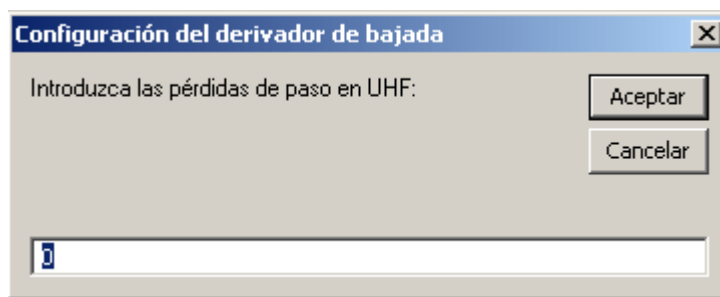 Configuración del derivador de bajada
Introduzca las pérdidas de paso en UHF:
Aceptar
Cancelar
0